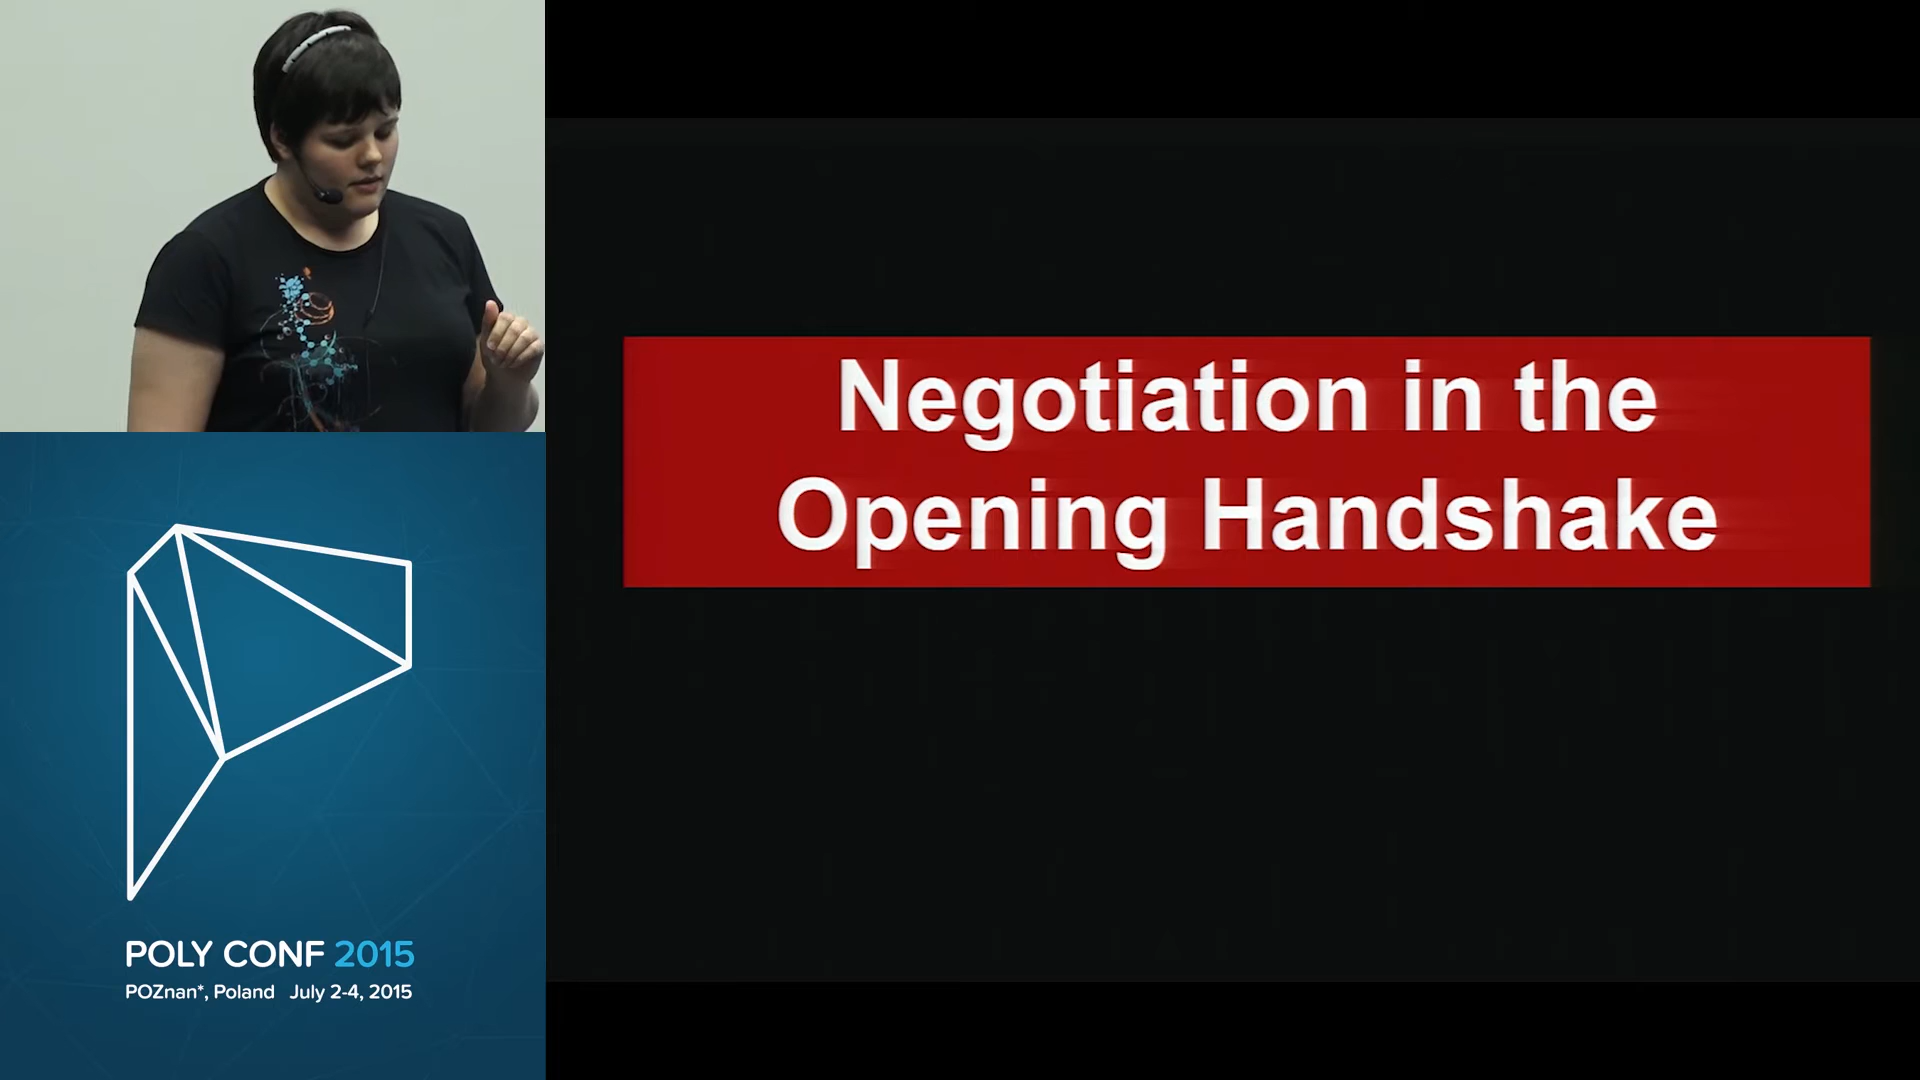 Negotiation in the
Opening Handshake
POLY CONF 2015
POZnan*, Poland July 2-4, 2015